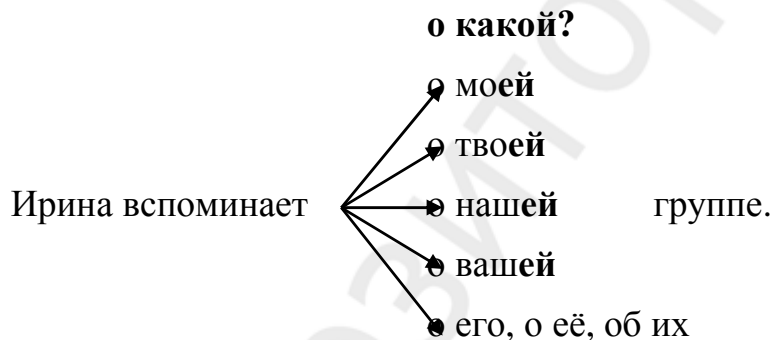 о какой?
о моей
о твоей
Ирина вспоминает о нашей группе.
о вашей
о его, о её, об их